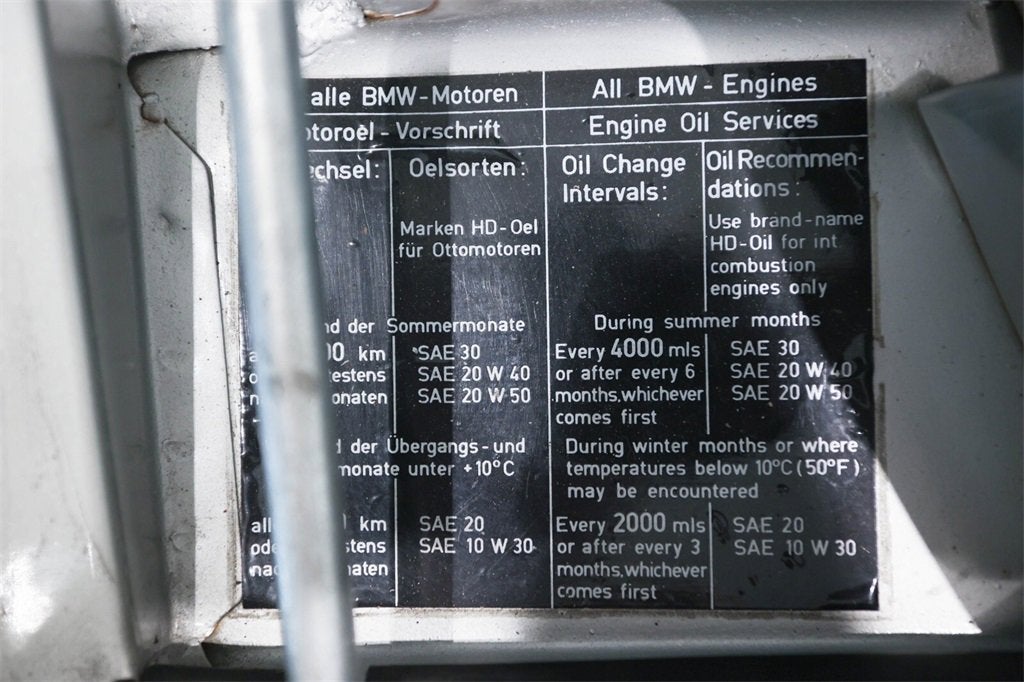 alle BMW-Motoren
- Vorschrift
Oelsorten:
Marken HD-Oel
für Ottomotoren
der Sommermonate
km
SAE 30
SAE 20 W 40
SAE 20 W 50
der Übergangs-und
unter +10°C
km
SAE 20
SAE 10 W 30
All BMW - Engines
Engine Oil Services
Oil Change
Intervals:
Oil Recommen-
dations:
Use brand-name
HD-Oil for int
combustion
engines only
During summer months
Every 4000 mls
or after every 6
months,whichever
comes first
SAE 30
SAE 20 W 40
SAE 20 W 50
During winter months or where
temperatures below 10°C (50°F)
may be encountered
Every 2000 mls
or after every 3
months,whichever
comes first
SAE 20
SAE 10 W 30